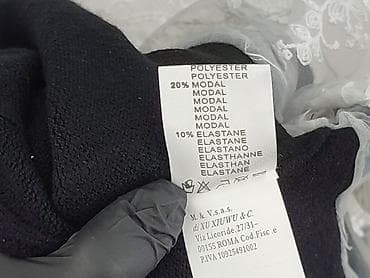 POLYESTER
POLYESTER
20% MODAL
MODAL
MODAL
MODAL
MODAL
MODAL
10% ELASTANE
ELASTANE
ELASTANO
ELASTHANNE
ELASTHAN
ELASTANE
M. & Y.s.a.s.
di XU XIUWU & C.
Via Licoride,27/31-
00155 ROMA Cod.Fisc.e
P.IVA 10925491002